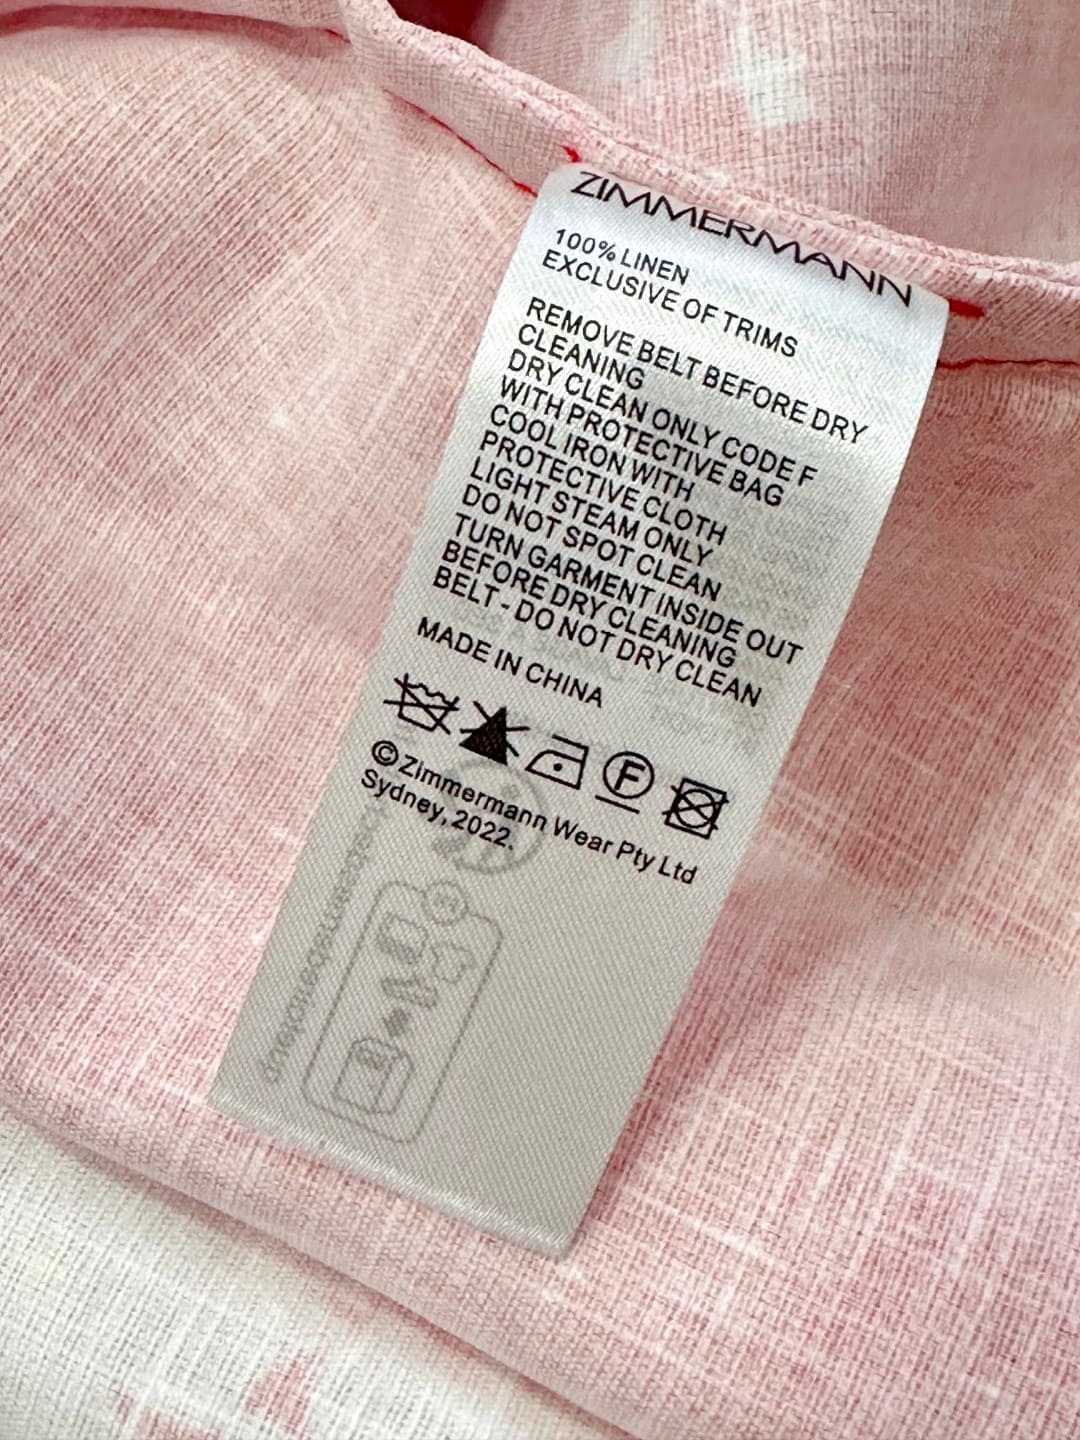 ZIMMERMANN
100% LINEN
EXCLUSIVE OF TRIMS
REMOVE BELT BEFORE DRY
CLEANING
DRY CLEAN ONLY CODE F
WITH PROTECTIVE BAG
COOL IRON WITH
PROTECTIVE CLOTH
LIGHT STEAM ONLY
DO NOT SPOT CLEAN
TURN GARMENT INSIDE OUT
BEFORE DRY CLEANING
BELT - DO NOT DRY CLEAN
MADE IN CHINA
F
©Zimmermann Wear Pty Ltd
Sydney, 2022.